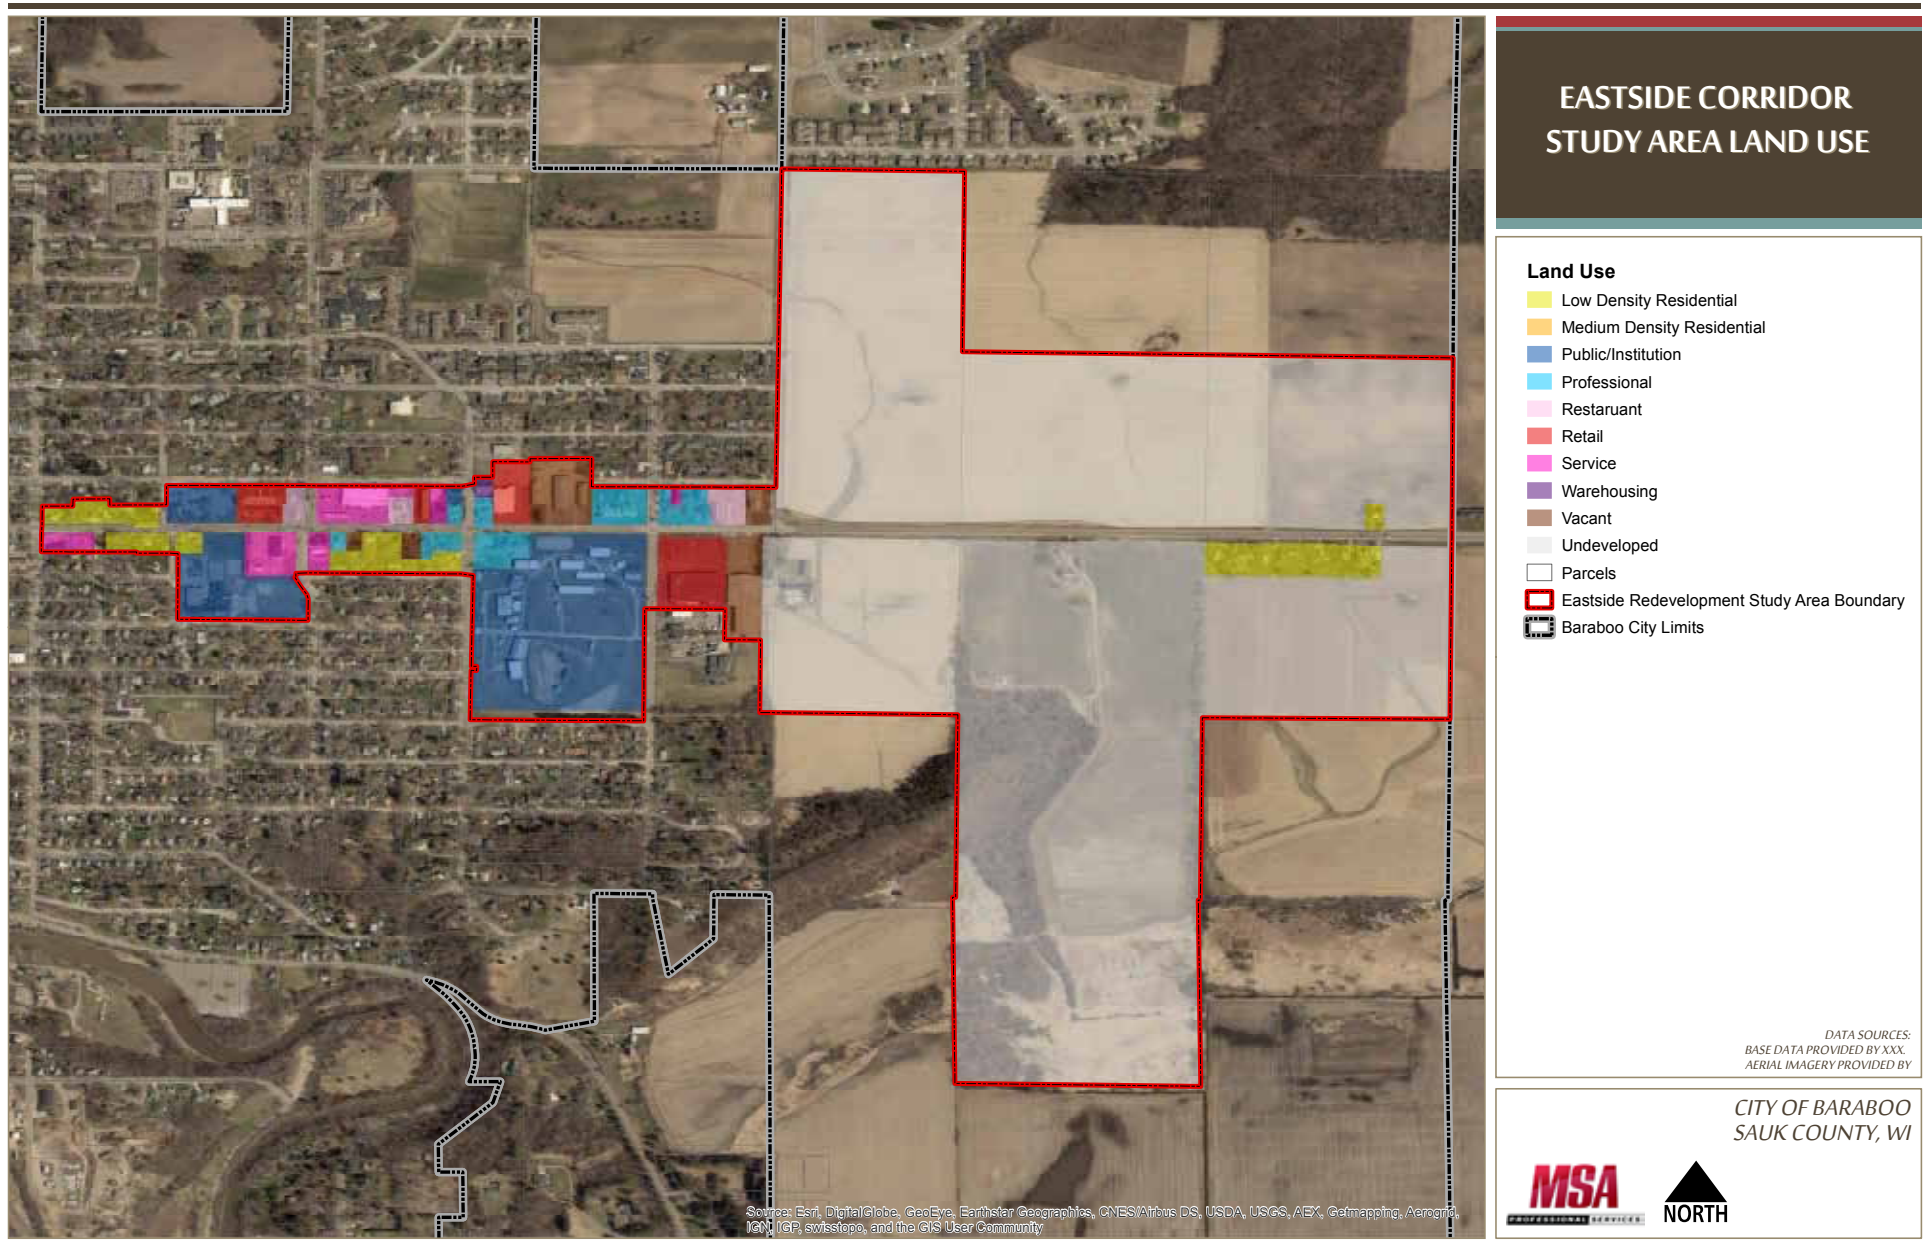 EASTSIDE CORRIDOR
STUDY AREA LAND USE
Land Use
Low Density Residential
Medium Density Residential
Public/Institution
Professional
Restaruant
Retail
Service
Warehousing
Vacant
Undeveloped
Parcels
Eastside Redevelopment Study Area Boundary
Baraboo City Limits
DATA SOURCES:
BASE DATA PROVIDED BY XXX.
AERIAL IMAGERY PROVIDED BY
CITY OF BARABOO
SAUK COUNTY, WI
MSA
PROFESSIONAL SERVICES
NORTH
Source: Esri, DigitalGlobe, GeoEye, Earthstar Geographics, CNES/Airbus DS, USDA, USGS, AEX, Getmapping, Aerogrid,
IGN, IGP, swisstopo, and the GIS User Community